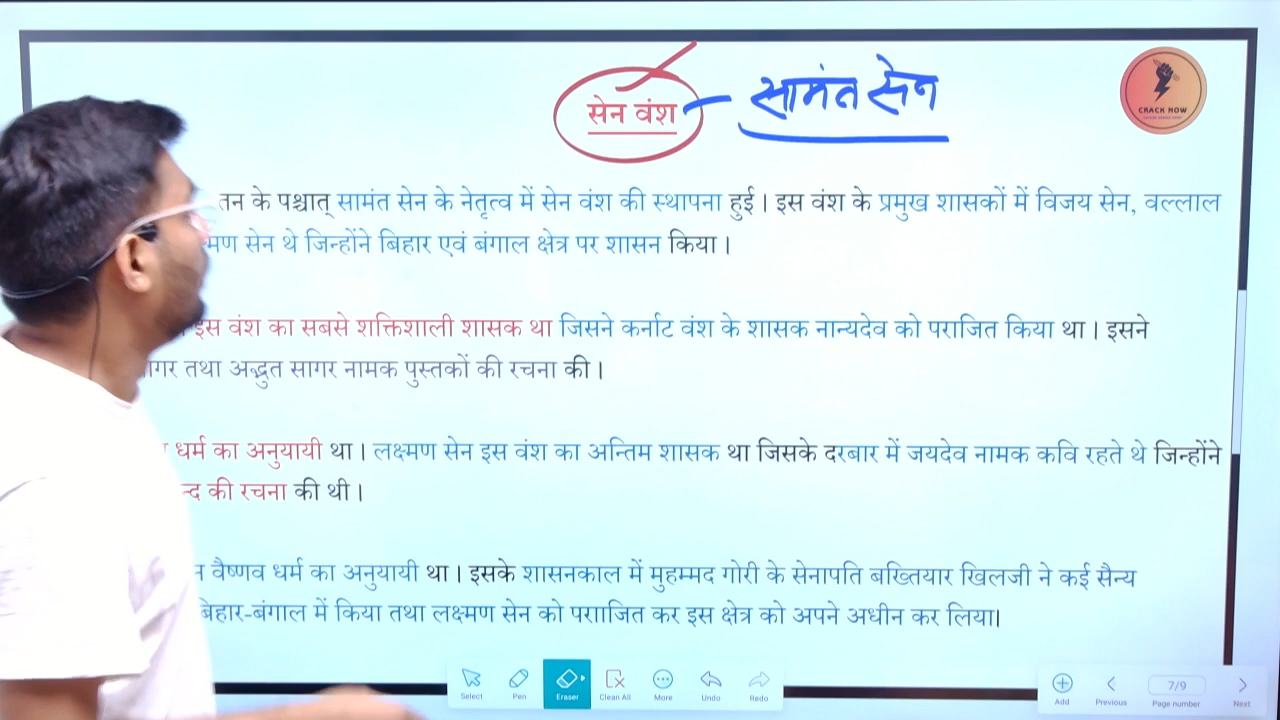 सेन वंश - सामंत सेन
CRACK NOW
तन के पश्चात् सामंत सेन के नेतृत्व में सेन वंश की स्थापना हुई। इस वंश के प्रमुख शासकों में विजय सेन, वल्लाल
मण सेन थे जिन्होंने बिहार एवं बंगाल क्षेत्र पर शासन किया।
इस वंश का सबसे शक्तिशाली शासक था जिसने कर्नाट वंश के शासक नान्यदेव को पराजित किया था। इसने
ागर तथा अद्भुत सागर नामक पुस्तकों की रचना की।
धर्म का अनुयायी था। लक्ष्मण सेन इस वंश का अन्तिम शासक था जिसके दरबार में जयदेव नामक कवि रहते थे जिन्होंने
न्द की रचना की थी।
न वैष्णव धर्म का अनुयायी था। इसके शासनकाल में मुहम्मद गोरी के सेनापति बख्तियार खिलजी ने कई सैन्य
बिहार-बंगाल में किया तथा लक्ष्मण सेन को परााजित कर इस क्षेत्र को अपने अधीन कर लिया।
Select Pen Eraser Clean All More Undo Redo
7/9
Add Previous Page number Next